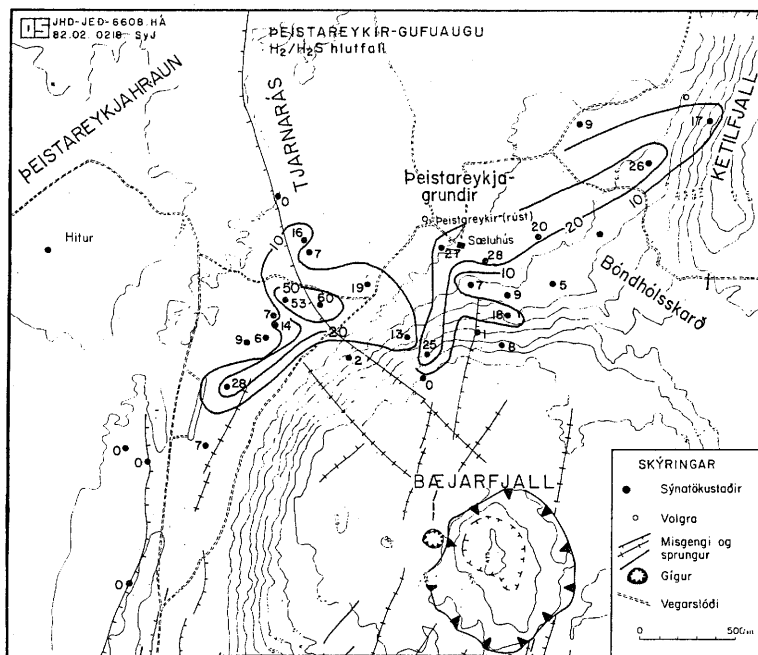 JHD-JED-6608.HÁ
82.02.0218 SyJ
ÞEISTAREYKIR-GUFUAUGU
H2/H2S hlutfall
ÞEISTAREYKJAHRAUN
TJARNARÁS
KETILFJALL
Þeistareykja-
grundir
Þeistareykir (rúst)
Sæluhús
Bóndhólsskarð
Hitur
BÆJARFJALL
9
17
26
10
20
0
16
7
10
27
28
20
19
50
53
60
7
14
9
6
20
13
25
2
0
28
7
0
0
0
10
7
9
5
18
1
1
8
SKÝRINGAR
Sýnatökustaðir
Volgra
Misgengi og
sprungur
Gígur
Vegarslóði
0 500m